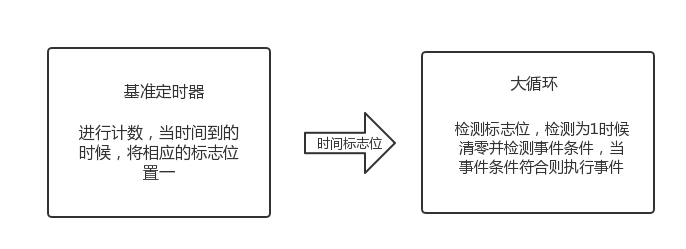 基准定时器
进行计数，当时间到的
时候，将相应的标志位
置一
时间标志位
大循环
检测标志位，检测为1时候
清零并检测事件条件，当
事件条件符合则执行事件